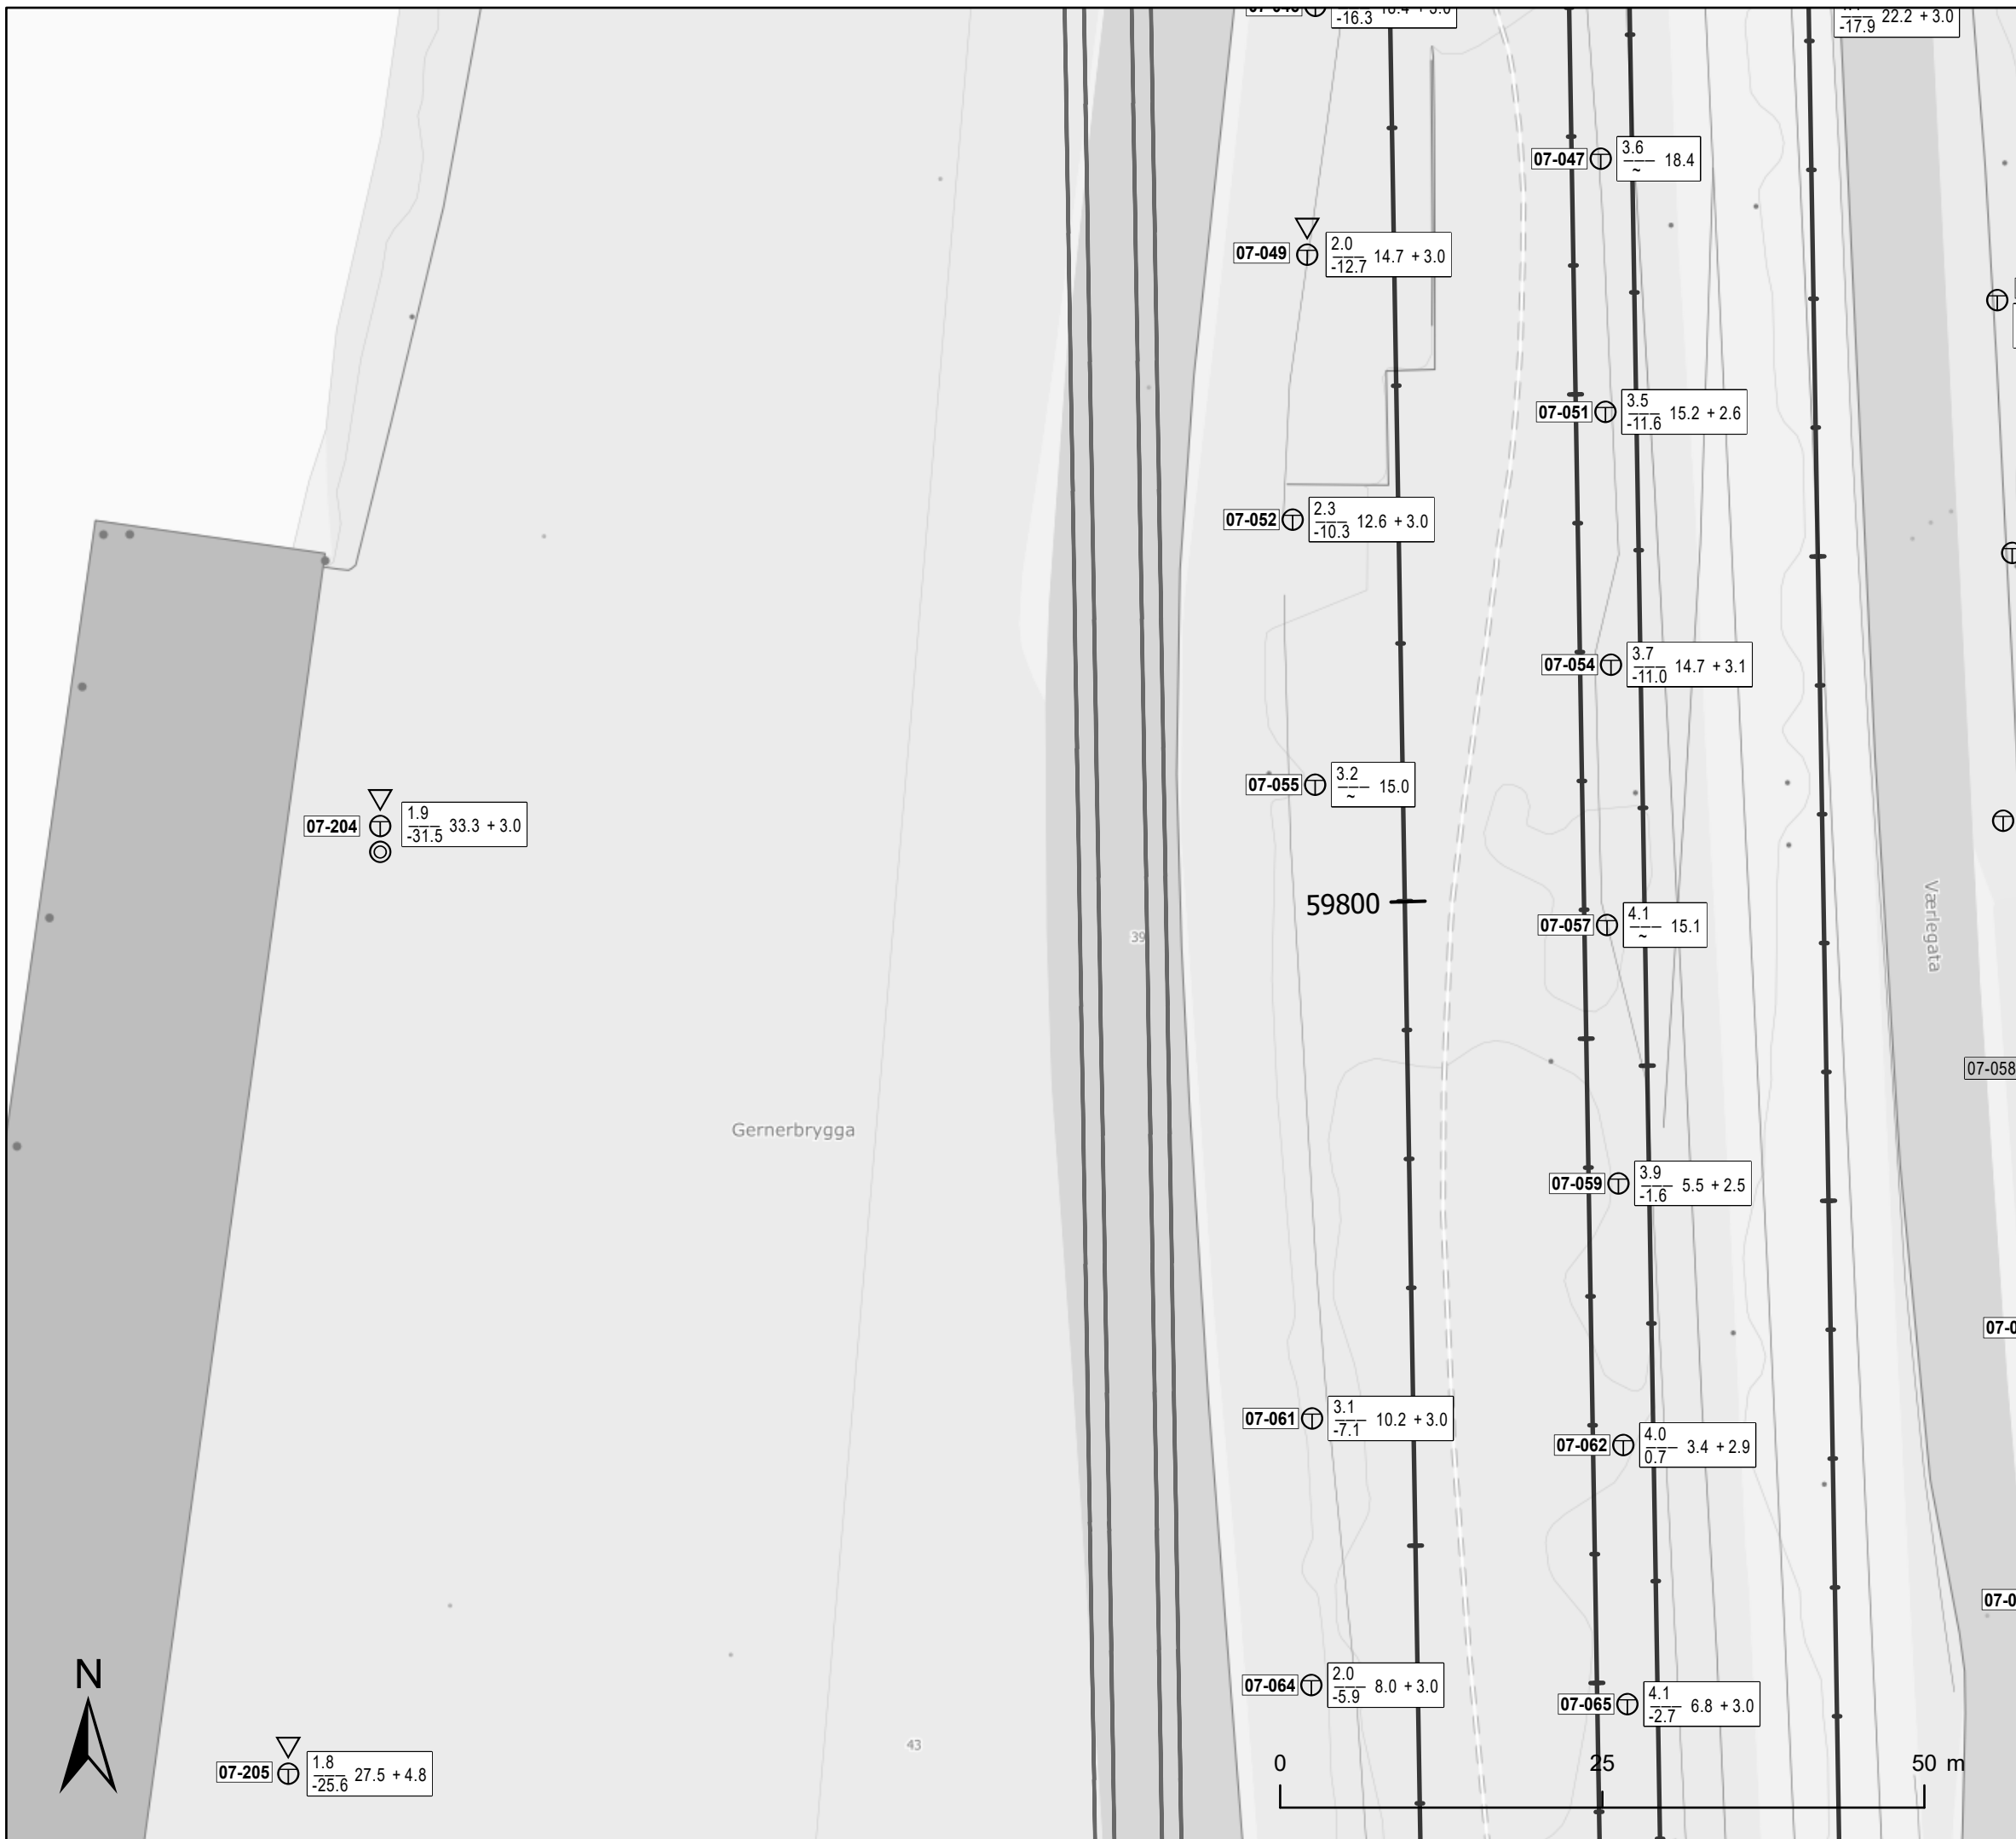 -16.3
-17.9 22.2 + 3.0
07-047 3.6 ~ 18.4
07-049 2.0 -12.7 14.7 + 3.0
07-051 3.5 -11.6 15.2 + 2.6
07-052 2.3 -10.3 12.6 + 3.0
07-054 3.7 -11.0 14.7 + 3.1
07-055 3.2 ~ 15.0
07-204 1.9 -31.5 33.3 + 3.0
59800
07-057 4.1 ~ 15.1
Værlegata
39
07-058
Gernerbrygga
07-059 3.9 -1.6 5.5 + 2.5
07-0
07-061 3.1 -7.1 10.2 + 3.0
07-062 4.0 0.7 3.4 + 2.9
07-0
N
07-064 2.0 -5.9 8.0 + 3.0
07-065 4.1 -2.7 6.8 + 3.0
43
07-205 1.8 -25.6 27.5 + 4.8
0 25 50 m